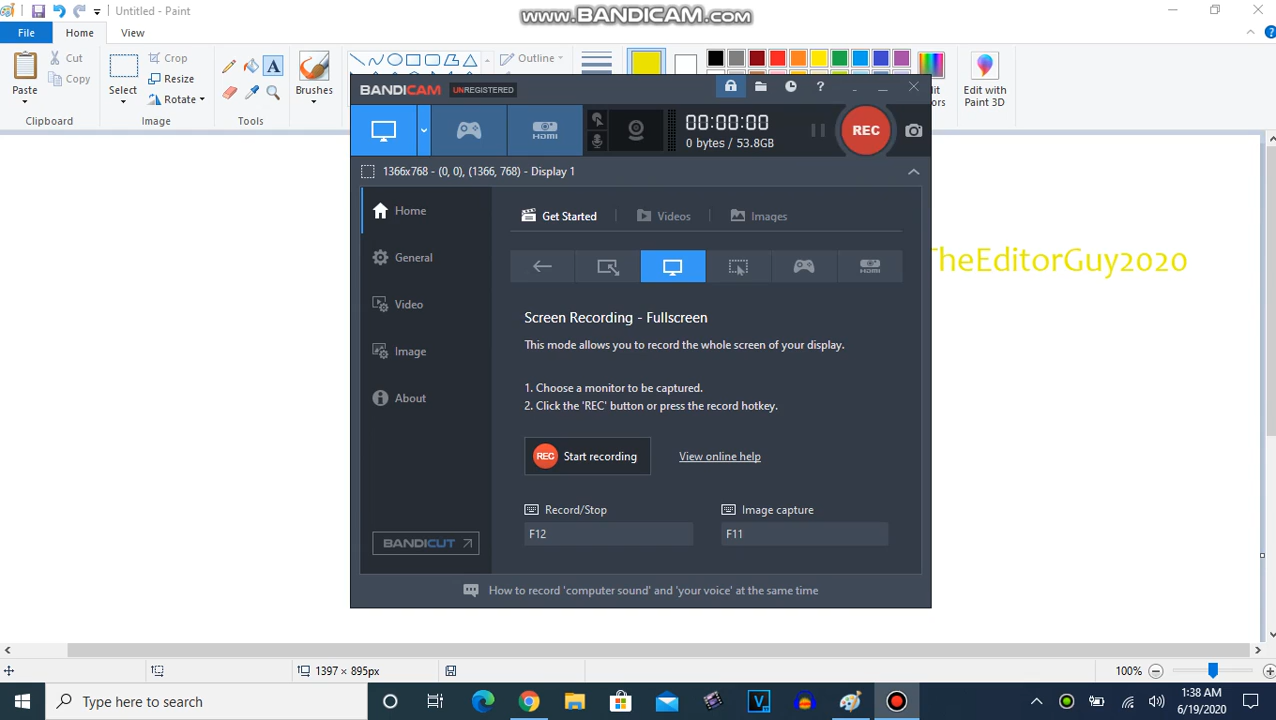 Untitled - Paint
www.BANDICAM.com
File
Home
View
Paste
Cut
Copy
Clipboard
Select
Crop
Resize
Rotate
Image
A
Tools
Brushes
Outline
Edit with
Paint 3D
BANDICAM UNREGISTERED
?
HDMI
00:00:00
0 bytes / 53.8GB
REC
1366x768 - (0, 0), (1366, 768) - Display 1
Home
General
Video
Image
About
BANDICUT
Get Started
Videos
Images
HDMI
Screen Recording - Fullscreen
This mode allows you to record the whole screen of your display.
1. Choose a monitor to be captured.
2. Click the 'REC' button or press the record hotkey.
REC Start recording
View online help
Record/Stop
F12
Image capture
F11
How to record 'computer sound' and 'your voice' at the same time
TheEditorGuy2020
1397 × 895px
100%
Type here to search
1:38 AM
6/19/2020